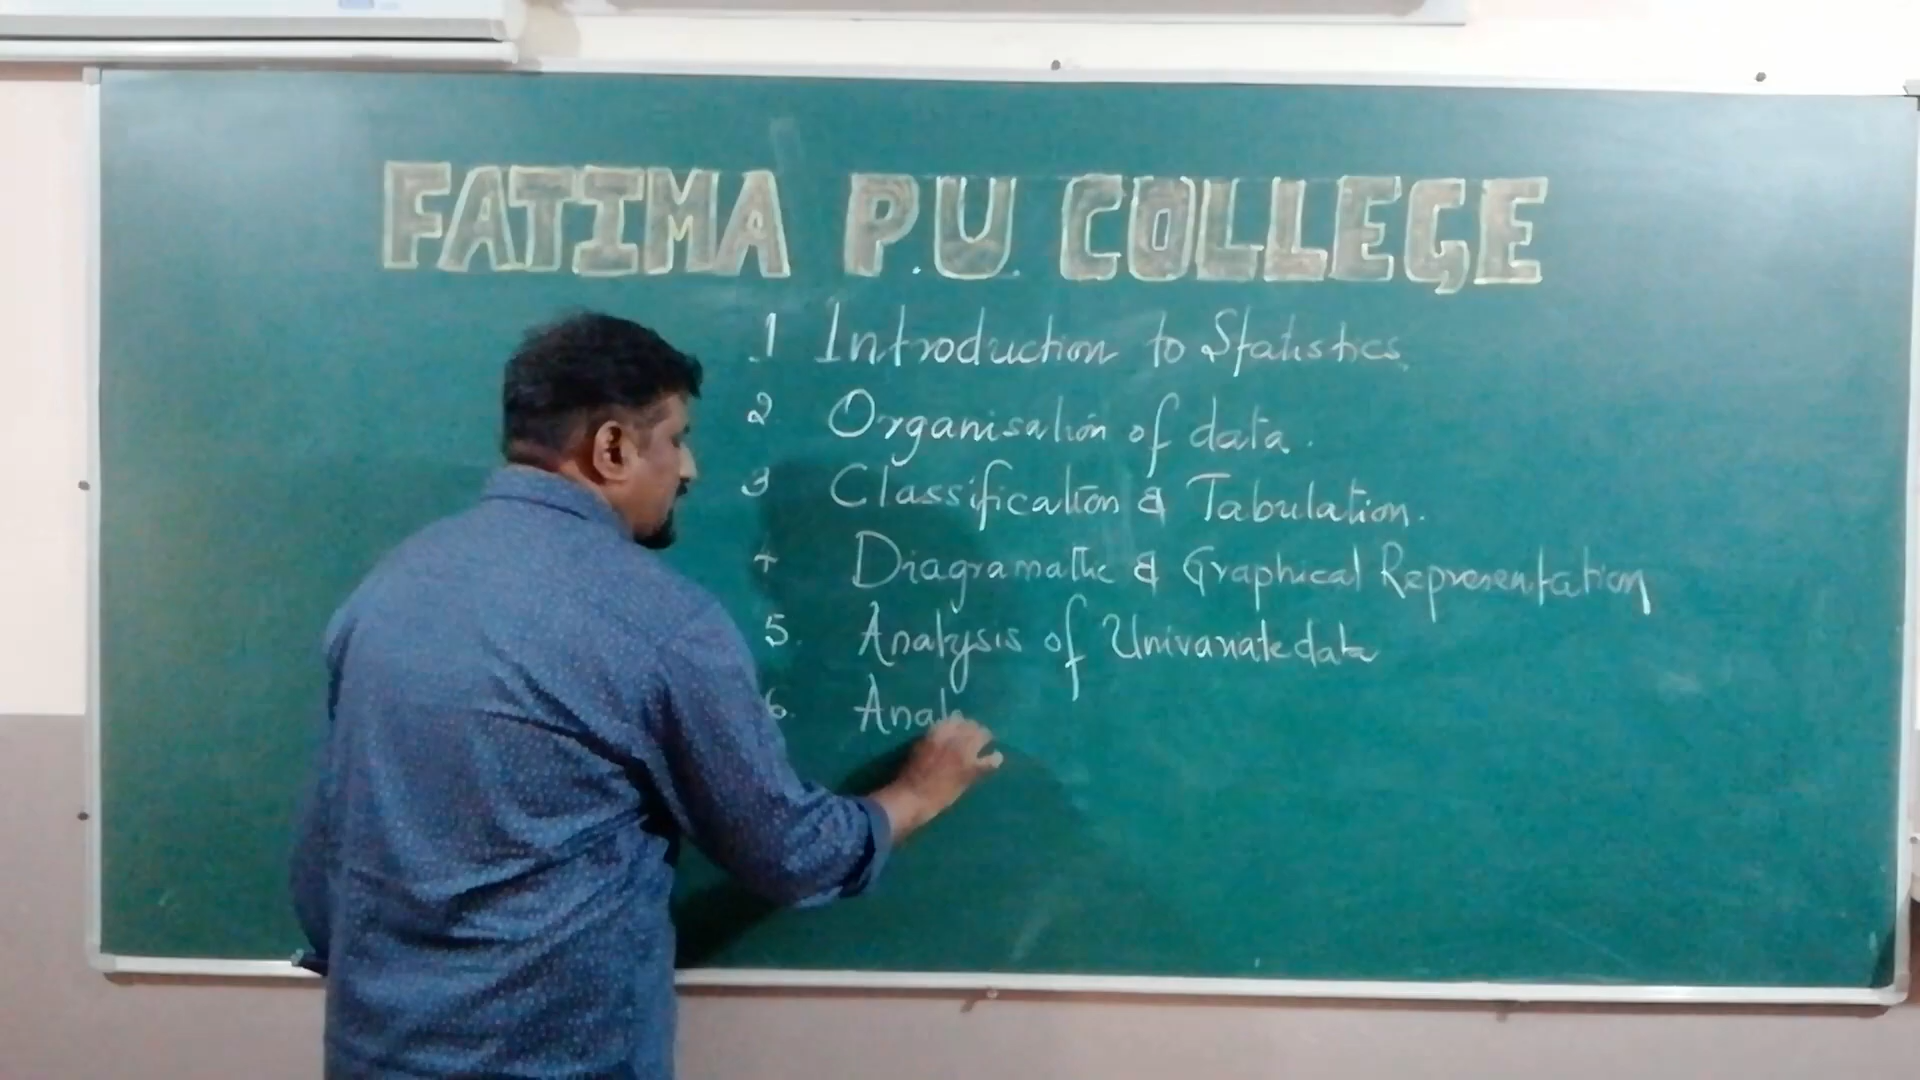 FATIMA P.U. COLLEGE
1 Introduction to Statistics
2 Organisation of data.
3 Classification & Tabulation.
4 Diagramatic & Graphical Representation
5. Analysis of Univariate data
6. Analy